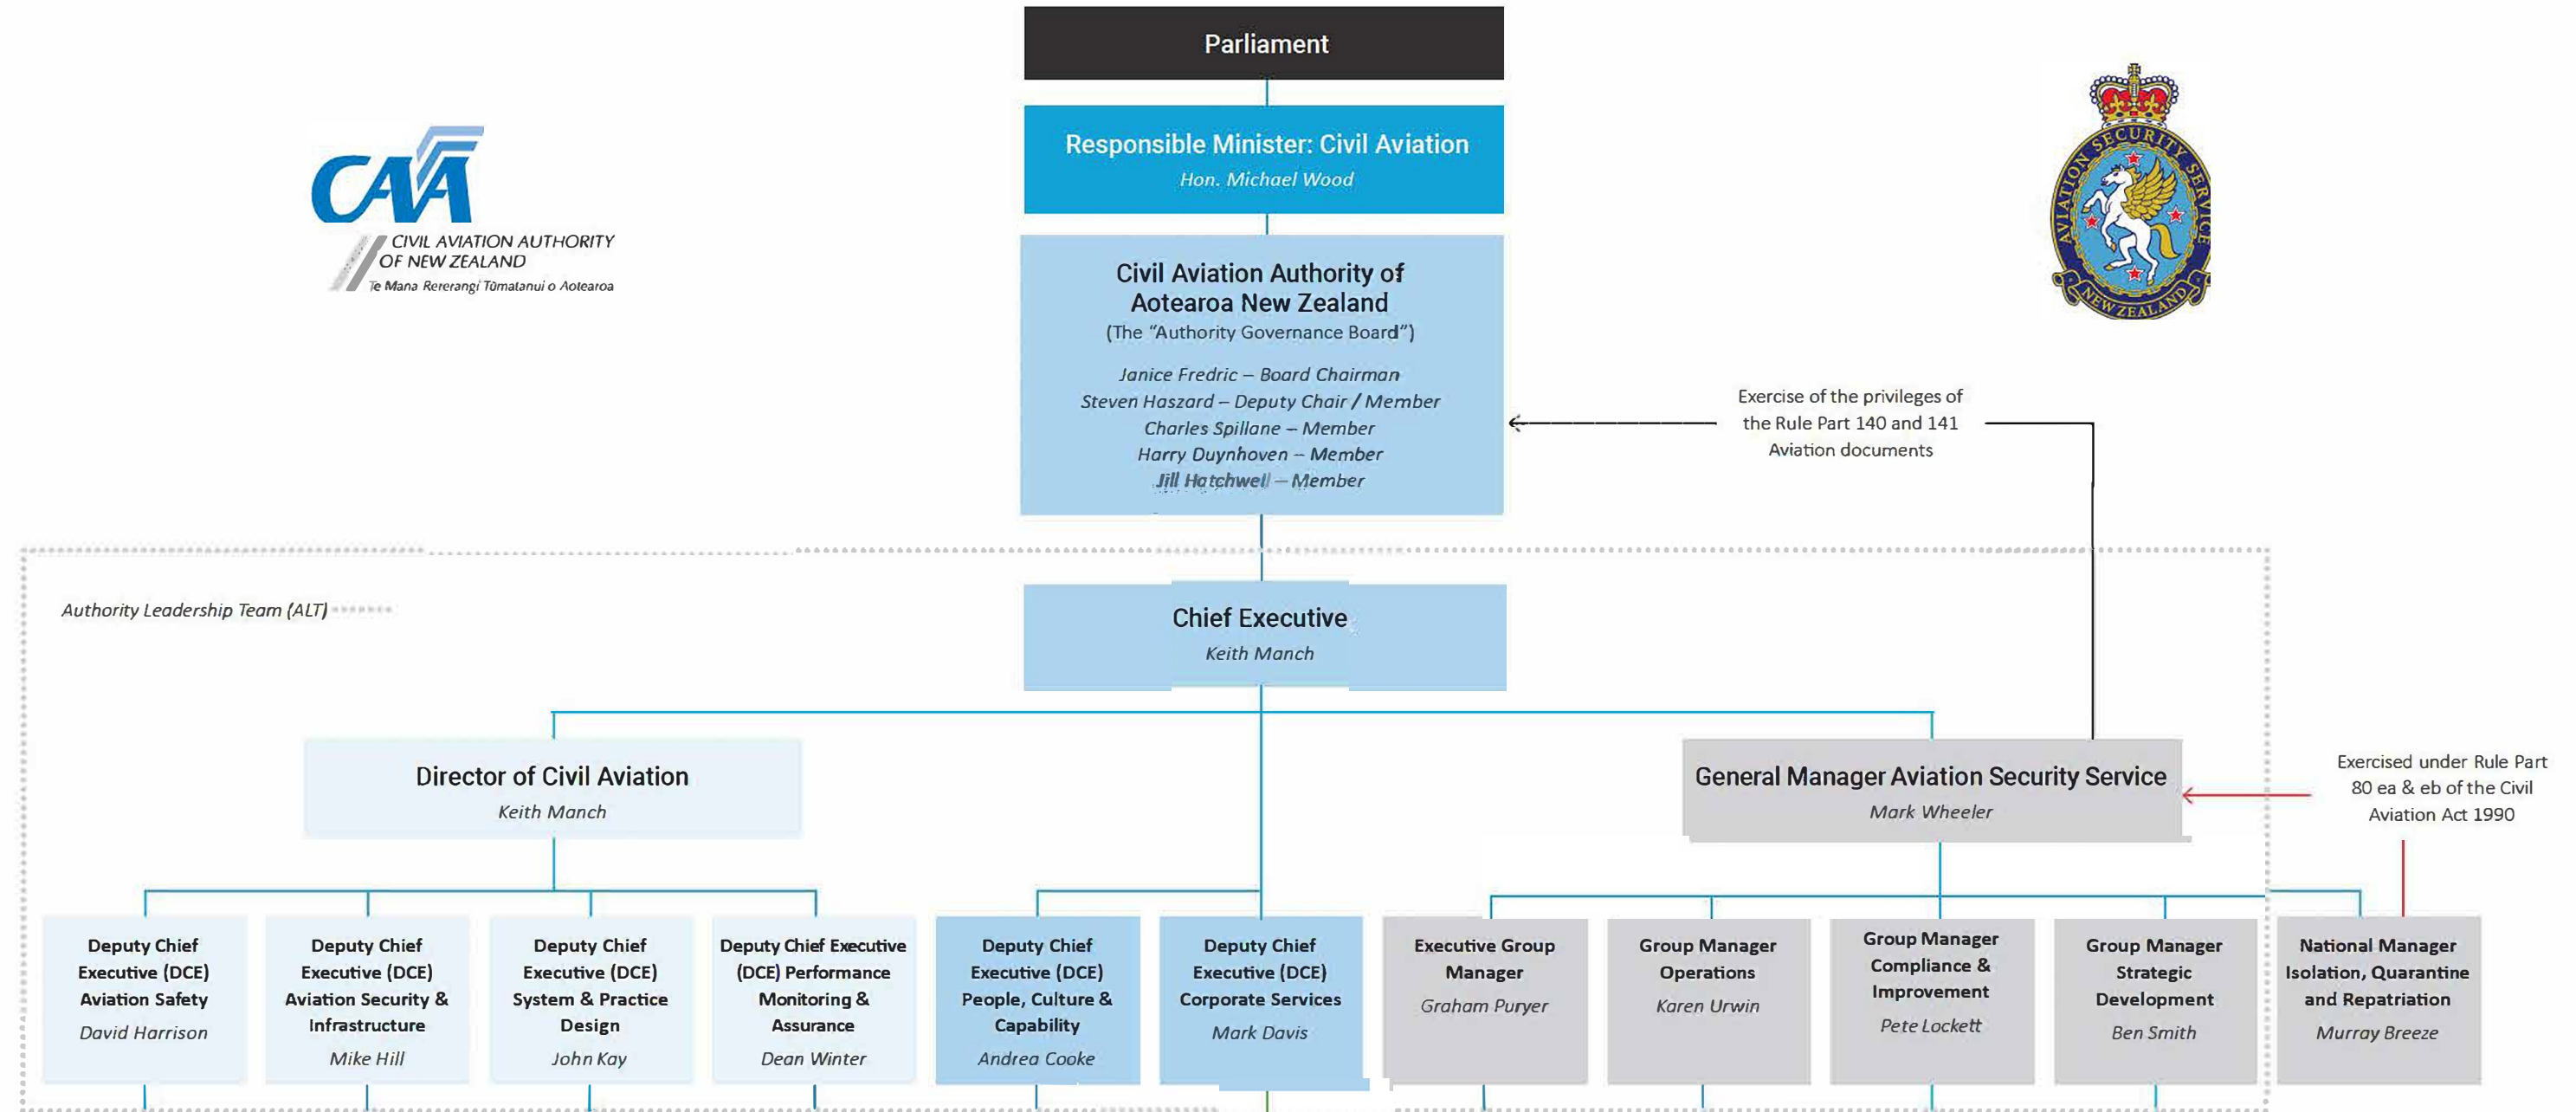 Parliament
Responsible Minister: Civil Aviation
Hon. Michael Wood
CAA
CIVIL AVIATION AUTHORITY
OF NEW ZEALAND
Te Mana Rererangi Tūmatanui o Aotearoa
AVIATION SECURITY SERVICE
NEW ZEALAND
Civil Aviation Authority of
Aotearoa New Zealand
(The “Authority Governance Board”)
Janice Fredric – Board Chairman
Steven Haszard – Deputy Chair / Member
Charles Spillane – Member
Harry Duynhoven – Member
Jill Hatchwell – Member
Exercise of the privileges of
the Rule Part 140 and 141
Aviation documents
Authority Leadership Team (ALT)
Chief Executive
Keith Manch
Director of Civil Aviation
Keith Manch
General Manager Aviation Security Service
Mark Wheeler
Exercised under Rule Part
80 ea & eb of the Civil
Aviation Act 1990
Deputy Chief
Executive (DCE)
Aviation Safety
David Harrison
Deputy Chief
Executive (DCE)
Aviation Security &
Infrastructure
Mike Hill
Deputy Chief
Executive (DCE)
System & Practice
Design
John Kay
Deputy Chief Executive
(DCE) Performance
Monitoring &
Assurance
Dean Winter
Deputy Chief
Executive (DCE)
People, Culture &
Capability
Andrea Cooke
Deputy Chief
Executive (DCE)
Corporate Services
Mark Davis
Executive Group
Manager
Graham Puryer
Group Manager
Operations
Karen Urwin
Group Manager
Compliance &
Improvement
Pete Lockett
Group Manager
Strategic
Development
Ben Smith
National Manager
Isolation, Quarantine
and Repatriation
Murray Breeze